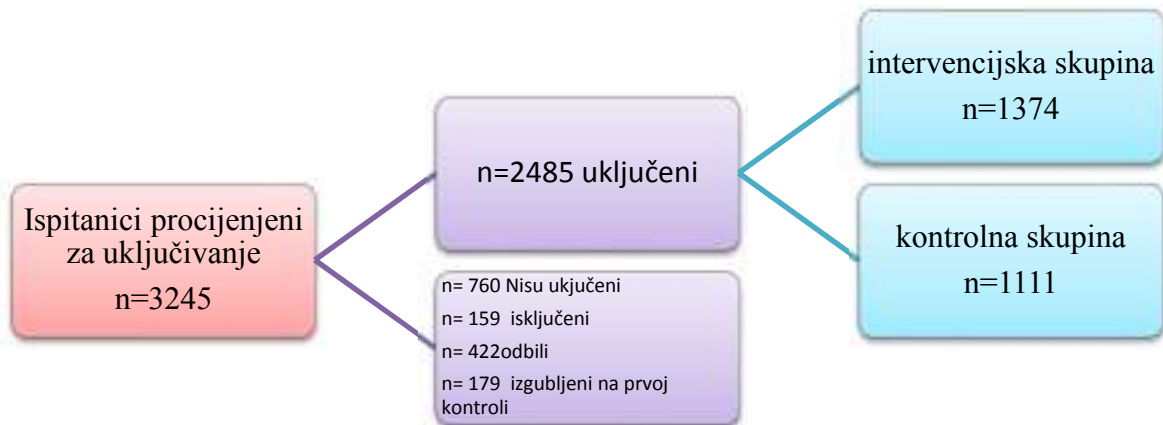 Ispitanici procijenjeni
za uključivanje
n=3245
n=2485 uključeni
n= 760 Nisu ukjučeni
n= 159 isključeni
n= 422odbili
n= 179 izgubljeni na prvoj
kontroli
intervencijska skupina
n=1374
kontrolna skupina
n=1111